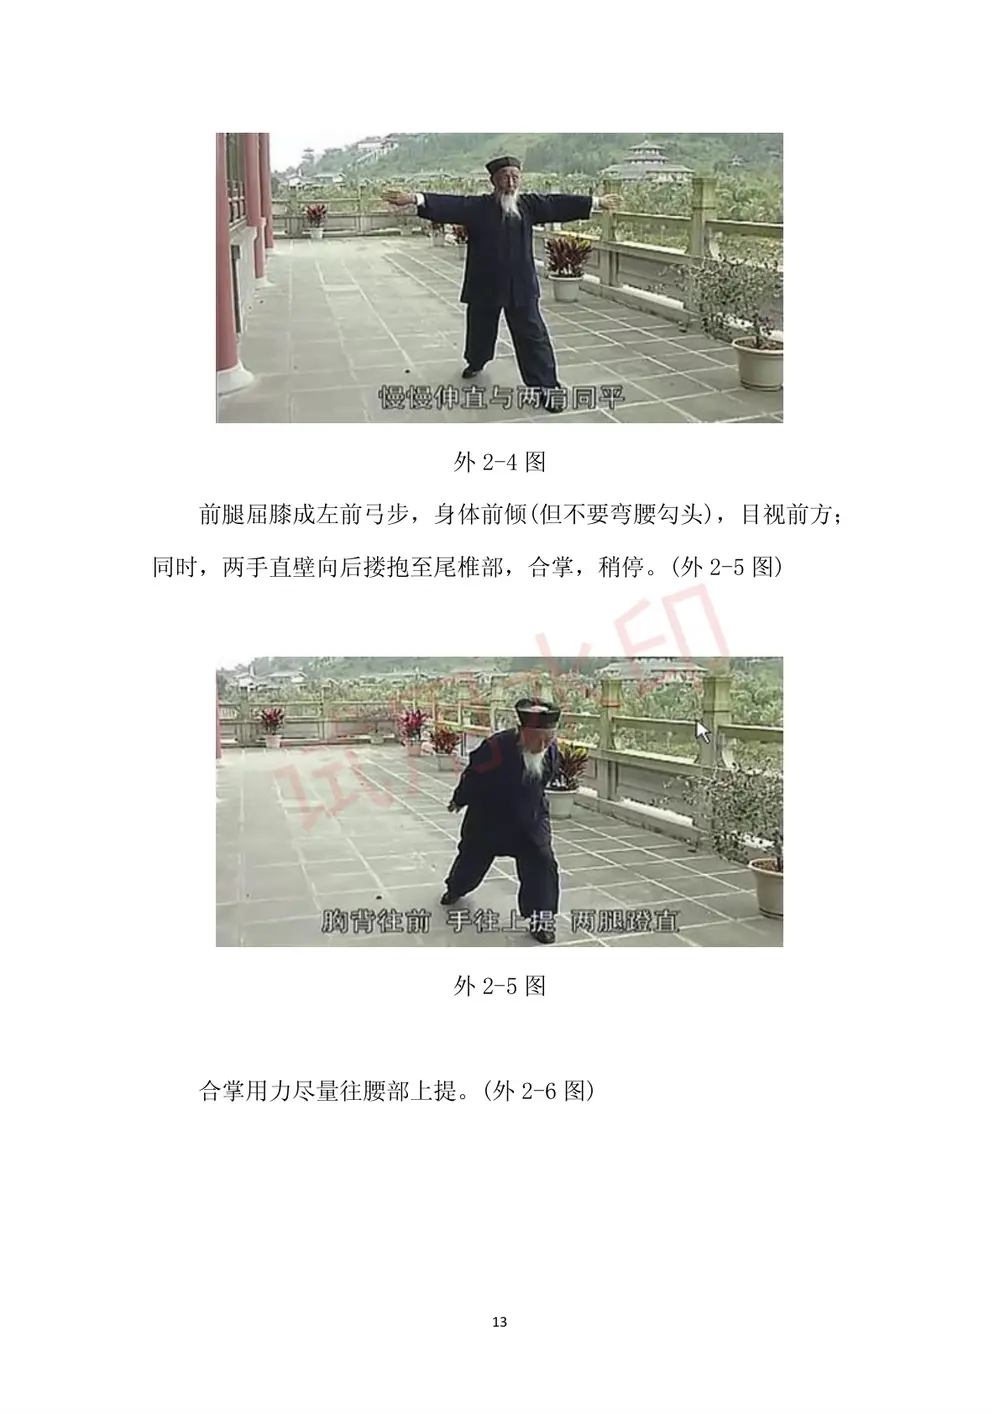 慢慢伸直与两肩同平
外 2-4 图
前腿屈膝成左前弓步，身体前倾(但不要弯腰勾头)，目视前方；
同时，两手直壁向后搂抱至尾椎部，合掌，稍停。(外 2-5 图)
试用水印
胸背往前 手往上提 两腿蹬直
外 2-5 图
合掌用力尽量往腰部上提。(外 2-6 图)
13